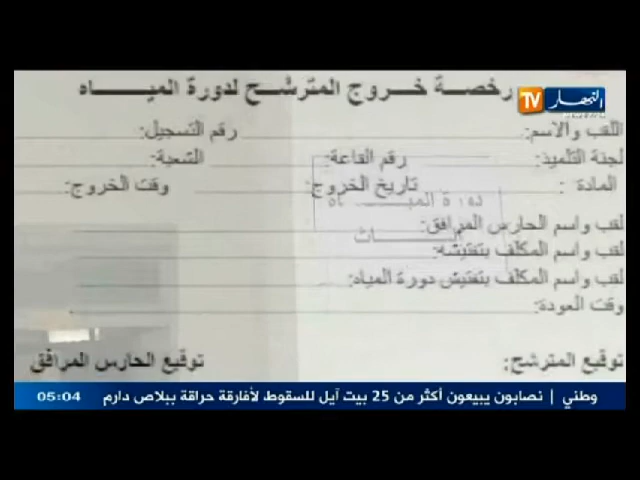 رخصة خروج المترشح لدورة المياه
النهار TV
اللقب والاسم: رقم التسجيل:
لجنة التلميذ: رقم القاعة: الشعبة:
المادة: تاريخ الخروج: وقت الخروج:
دورة المياه
لقب واسم الحارس المرافق:
لقب واسم المكلف بتفتيشه:
لقب واسم المكلف بتفتيش دورة المياه:
وقت العودة:
توقيع المترشح: توقيع الحارس المرافق
وطني | نصابون يبيعون أكثر من 25 بيت آيل للسقوط لأفارقة حراقة ببلاص دارم 05:04